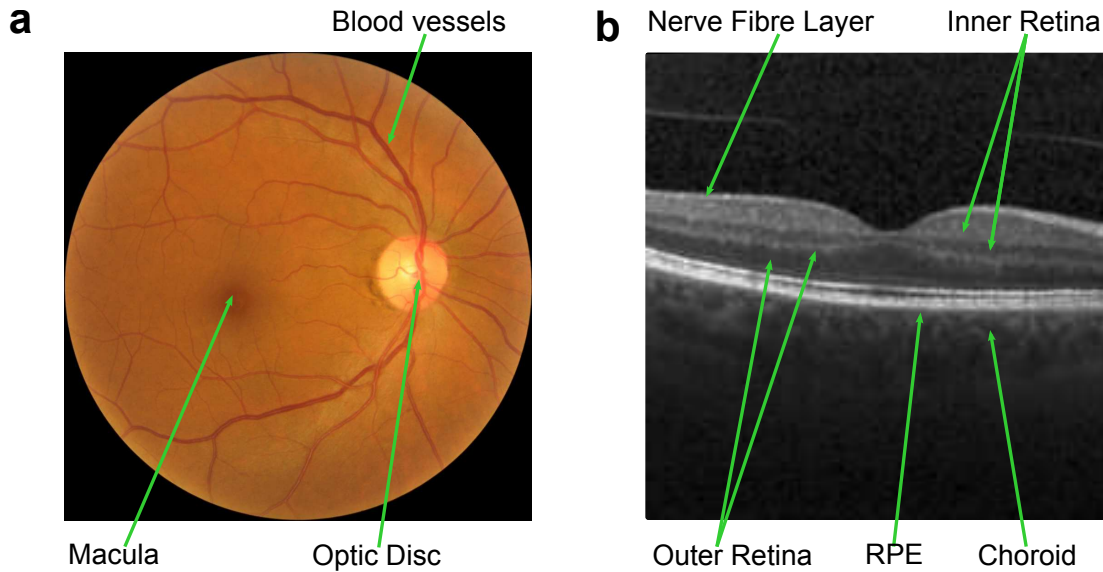 a
Blood vessels
Macula
Optic Disc
b
Nerve Fibre Layer
Inner Retina
Outer Retina
RPE
Choroid